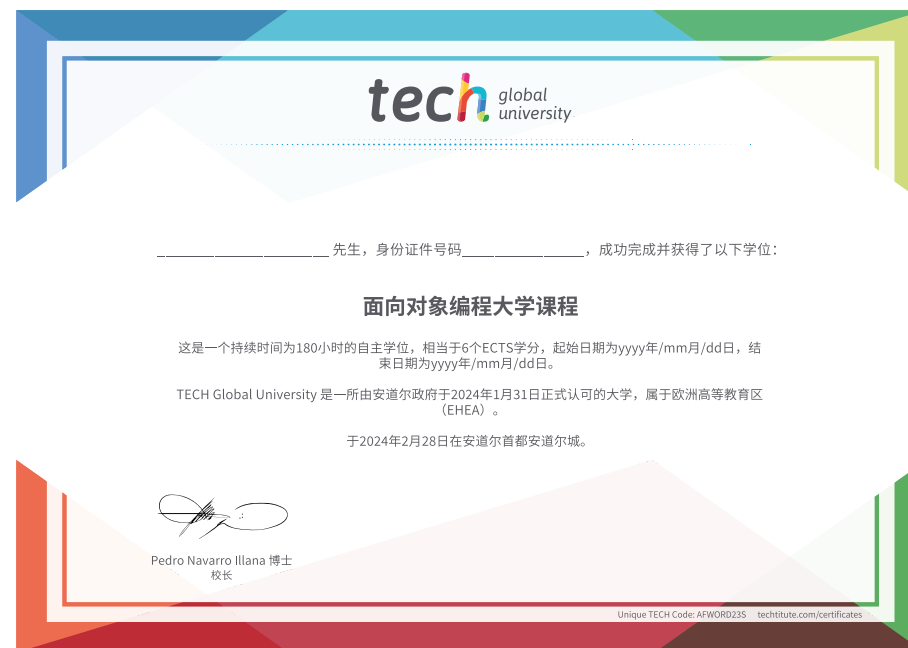 tech global
university
_____________________ 先生，身份证件号码_______________，成功完成并获得了以下学位：
面向对象编程大学课程
这是一个持续时间为180小时的自主学位，相当于6个ECTS学分，起始日期为yyyy年/mm月/dd日，结
束日期为yyyy年/mm月/dd日。
TECH Global University 是一所由安道尔政府于2024年1月31日正式认可的大学，属于欧洲高等教育区
（EHEA）。
于2024年2月28日在安道尔首都安道尔城。
Pedro Navarro Illana 博士
校长
Unique TECH Code: AFWORD23S techtitute.com/certificates